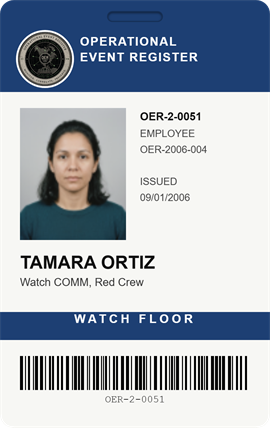 OPERATIONAL
EVENT REGISTER
OER-2-0051
EMPLOYEE
OER-2006-004
ISSUED
09/01/2006
TAMARA ORTIZ
Watch COMM, Red Crew
WATCH FLOOR
OER-2-0051